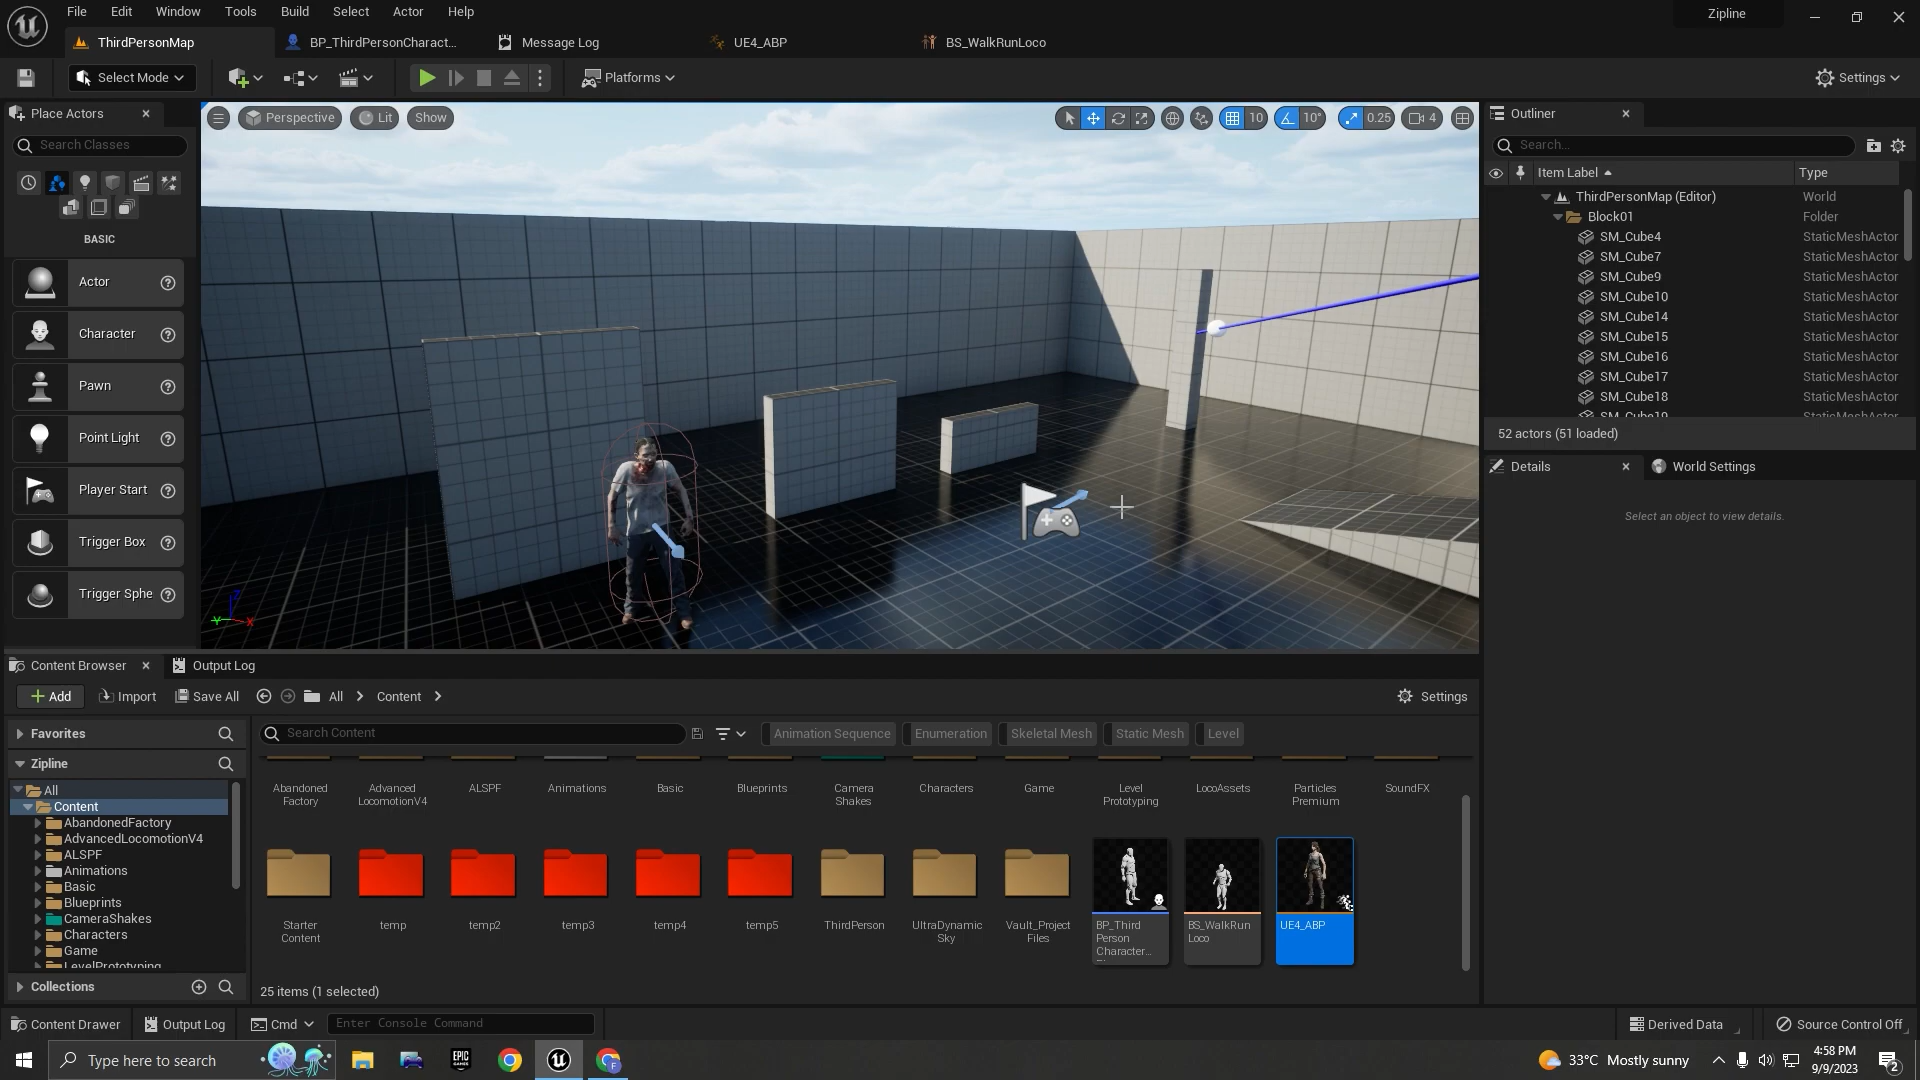 File Edit Window Tools Build Select Actor Help
Zipline
ThirdPersonMap
BP_ThirdPersonCharact...
Message Log
UE4_ABP
BS_WalkRunLoco
Select Mode
Platforms
Settings
Place Actors
Search Classes
BASIC
Actor
Character
Pawn
Point Light
Player Start
Trigger Box
Trigger Sphe
Perspective
Lit
Show
10
10°
0.25
4
Z
Y
X
Outliner
Search...
Item Label
Type
ThirdPersonMap (Editor)
World
Block01
Folder
SM_Cube4
StaticMeshActor
SM_Cube7
StaticMeshActor
SM_Cube9
StaticMeshActor
SM_Cube10
StaticMeshActor
SM_Cube14
StaticMeshActor
SM_Cube15
StaticMeshActor
SM_Cube16
StaticMeshActor
SM_Cube17
StaticMeshActor
SM_Cube18
StaticMeshActor
SM_Cube19
StaticMeshActor
52 actors (51 loaded)
Details
World Settings
Select an object to view details.
Content Browser
Output Log
Add
Import
Save All
All
Content
Settings
Favorites
Zipline
All
Content
AbandonedFactory
AdvancedLocomotionV4
ALSPF
Animations
Basic
Blueprints
CameraShakes
Characters
Game
LevelPrototyping
Collections
Search Content
Animation Sequence
Enumeration
Skeletal Mesh
Static Mesh
Level
Abandoned
Factory
Advanced
LocomotionV4
ALSPF
Animations
Basic
Blueprints
Camera
Shakes
Characters
Game
Level
Prototyping
LocoAssets
Particles
Premium
SoundFX
Starter
Content
temp
temp2
temp3
temp4
temp5
ThirdPerson
UltraDynamic
Sky
Vault_Project
Files
BP_Third
Person
Character...
BS_WalkRun
Loco
UE4_ABP
25 items (1 selected)
Content Drawer
Output Log
Cmd
Enter Console Command
Derived Data
Source Control Off
Type here to search
EPIC
GAMES
F
33°C Mostly sunny
4:58 PM
9/9/2023
2